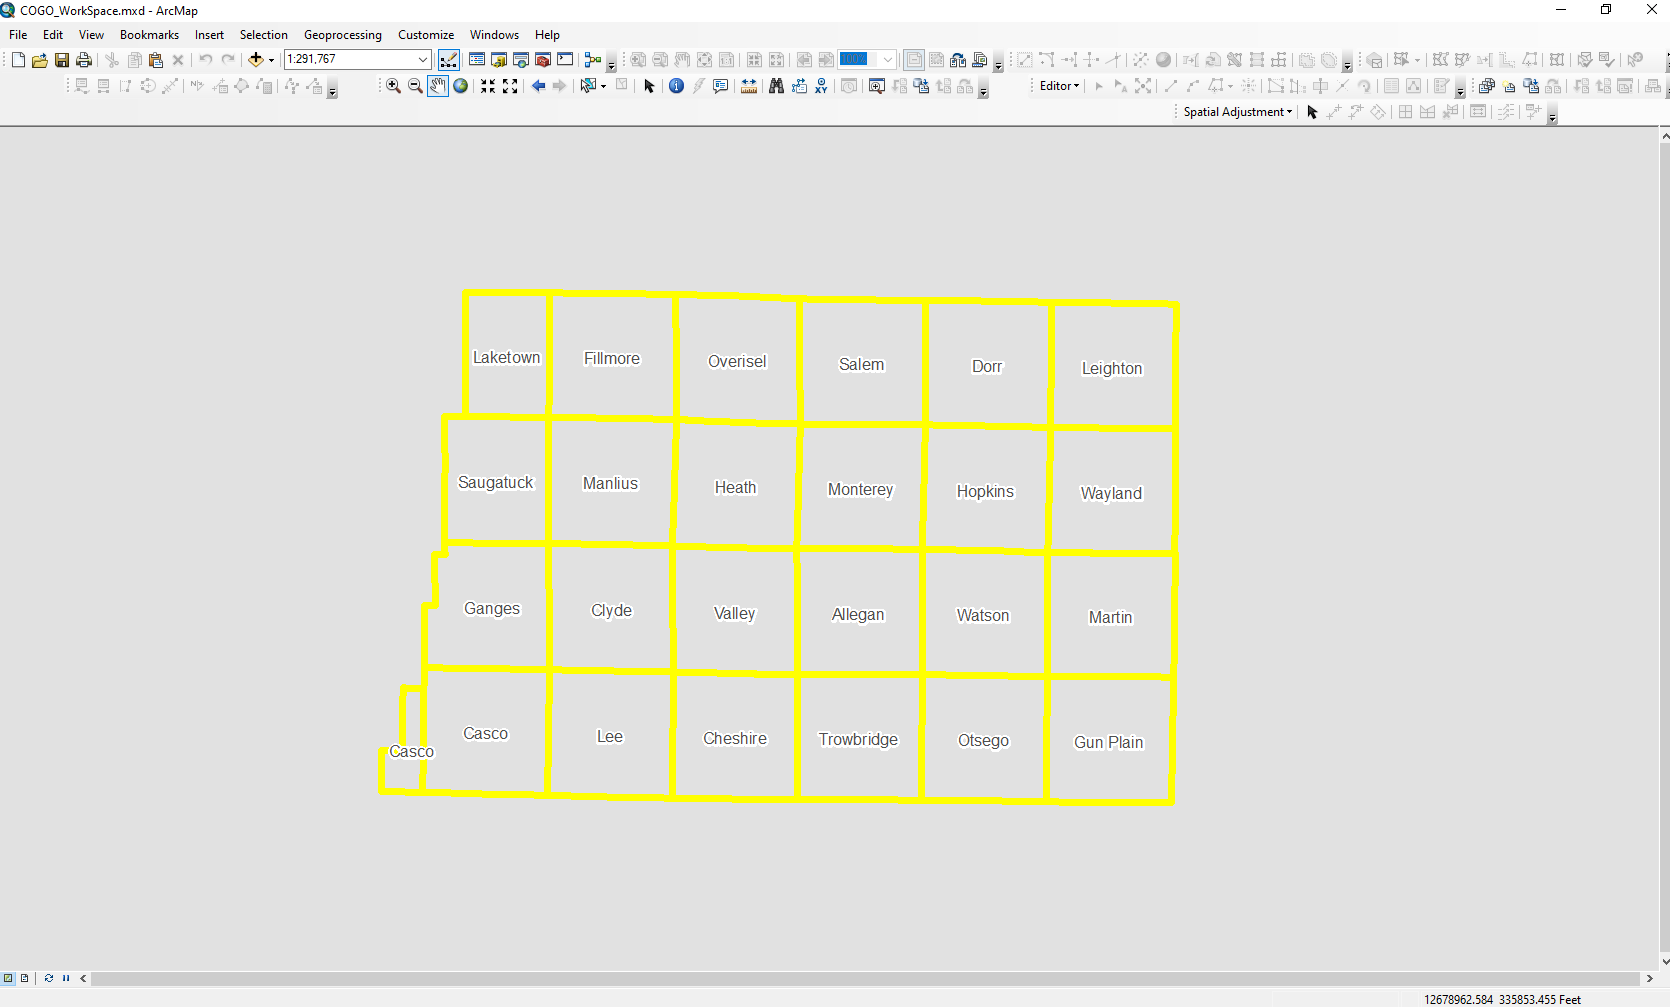 COGO_WorkSpace.mxd - ArcMap
File Edit View Bookmarks Insert Selection Geoprocessing Customize Windows Help
1:291,767 100%
Editor
Spatial Adjustment
Laketown Fillmore Overisel Salem Dorr Leighton
Saugatuck Manlius Heath Monterey Hopkins Wayland
Ganges Clyde Valley Allegan Watson Martin
Casco Lee Cheshire Trowbridge Otsego Gun Plain
Casco
12678962.584 335853.455 Feet